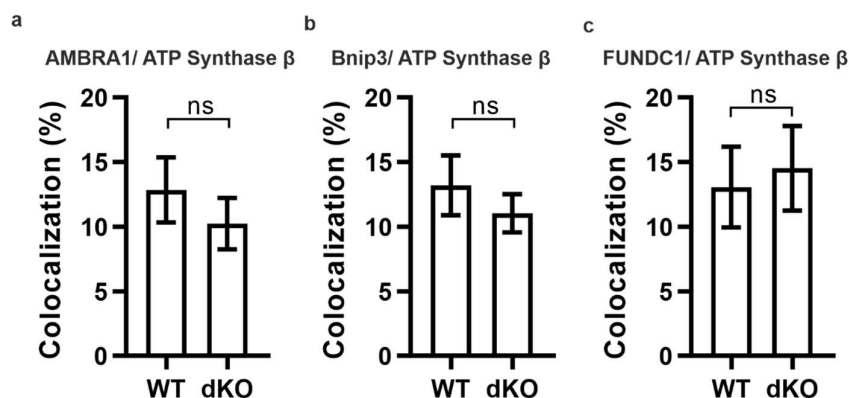 a
AMBRA1/ ATP Synthase β
Colocalization (%)
20
15
10
5
0
ns
WT dKO
b
Bnip3/ ATP Synthase β
Colocalization (%)
20
15
10
5
0
ns
WT dKO
c
FUNDC1/ ATP Synthase β
Colocalization (%)
20
15
10
5
0
ns
WT dKO